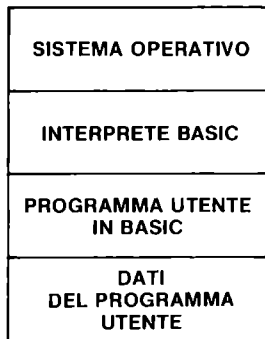 SISTEMA OPERATIVO
INTERPRETE BASIC
PROGRAMMA UTENTE
IN BASIC
DATI
DEL PROGRAMMA
UTENTE